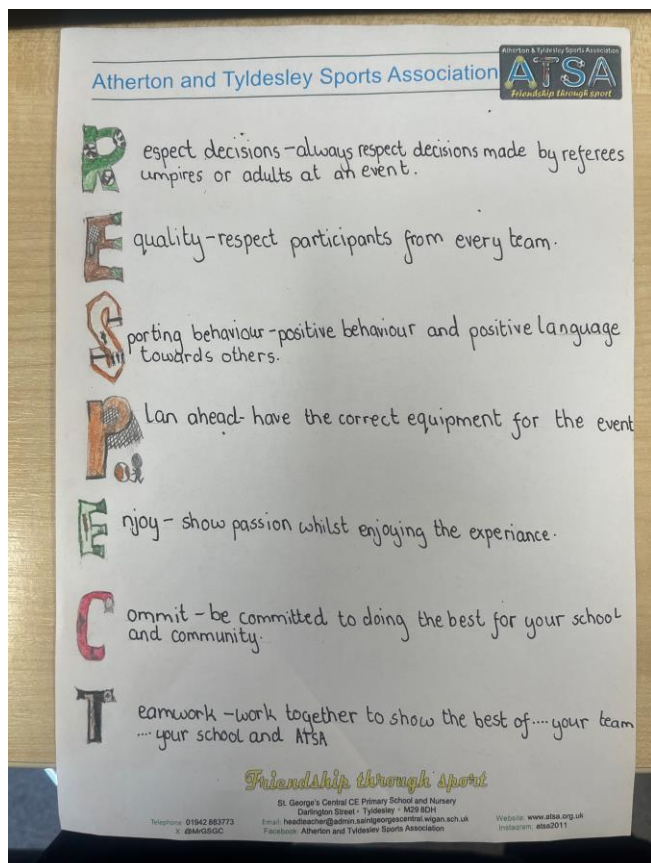 Atherton & Tyldesley Sports Association
Atherton and Tyldesley Sports Association
ATSA
Friendship through sport
Respect decisions - always respect decisions made by referees
umpires or adults at an event.
Equality - respect participants from every team.
Sporting behaviour - positive behaviour and positive language
towards others.
Plan ahead - have the correct equipment for the event
Enjoy - show passion whilst enjoying the experiance.
Commit - be committed to doing the best for your school
and community.
Teamwork - work together to show the best of.... your team
.... your school and ATSA
Friendship through sport
St. George's Central CE Primary School and Nursery
Darlington Street • Tyldesley • M29 8DH
Telephone: 01942 883773 Email: headteacher@admin.saintgeorgescentral.wigan.sch.uk Website: www.atsa.org.uk
X: @MrGSGC Facebook: Atherton and Tyldesley Sports Association Instagram: atsa2011